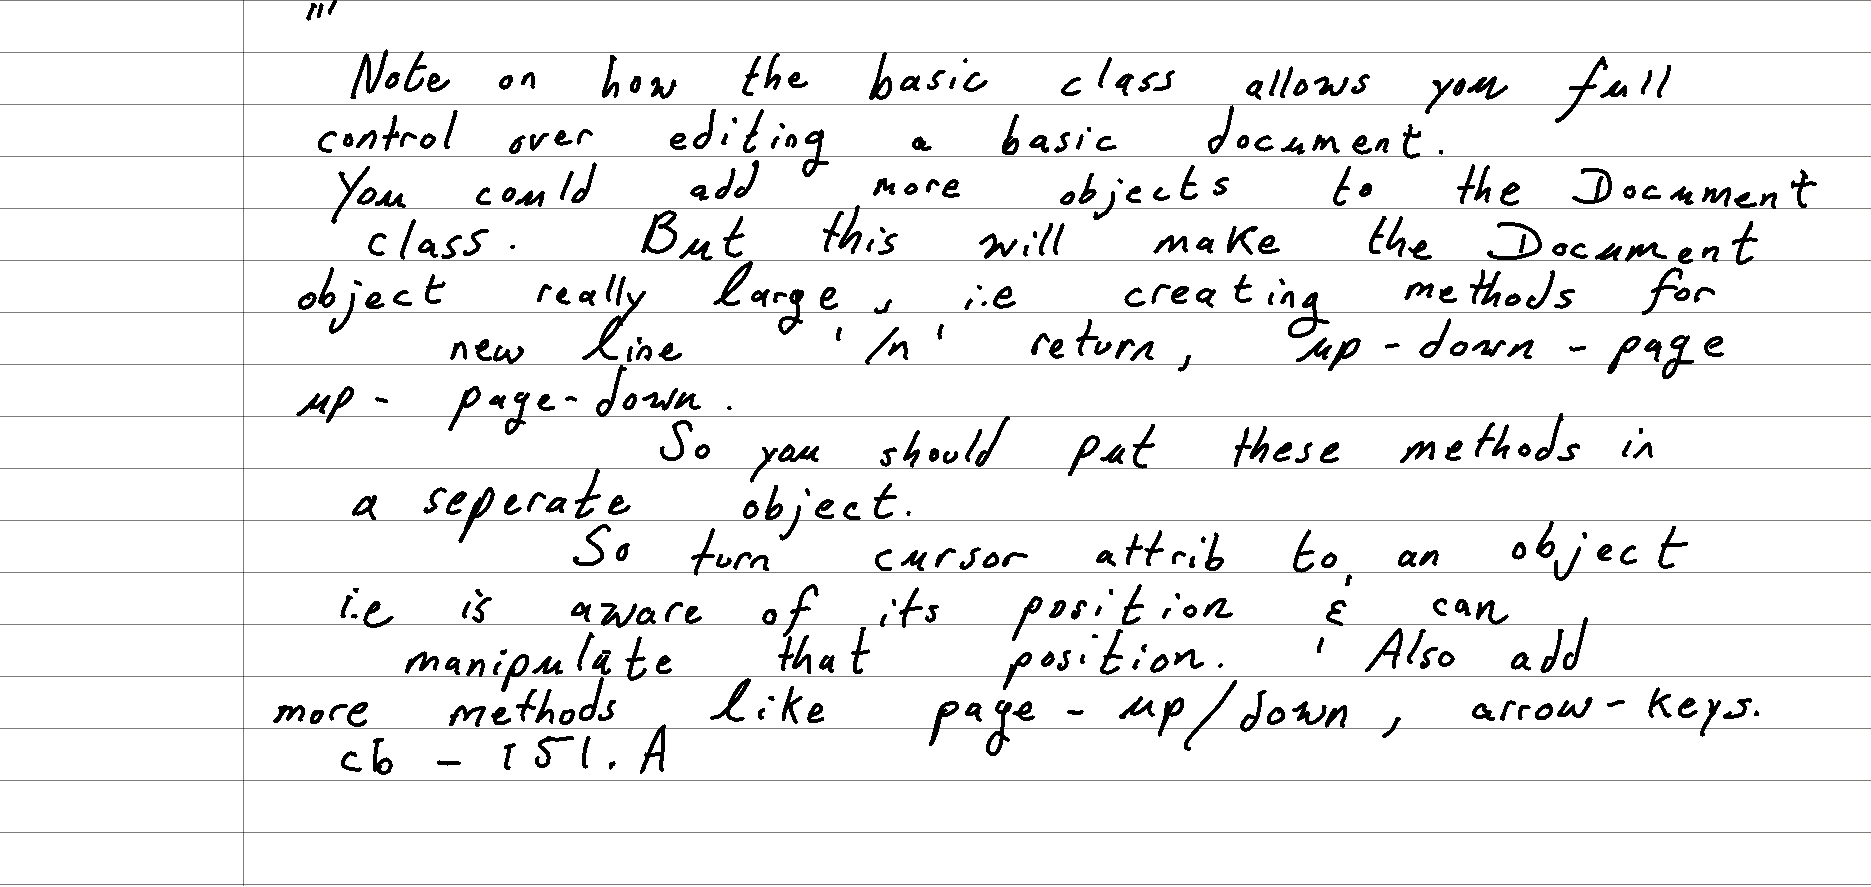 "'
Note on how the basic class allows you full
control over editing a basic document.
You could add more objects to the Document
class. But this will make the Document
object really large, i.e creating methods for
new line '/n' return, up-down-page
up- page-down.
So you should put these methods in
a seperate object.
So turn cursor attrib to an object
i.e is aware of its position & can
manipulate that position. ' Also add
more methods like page-up/down, arrow-keys.
cb - 151.A